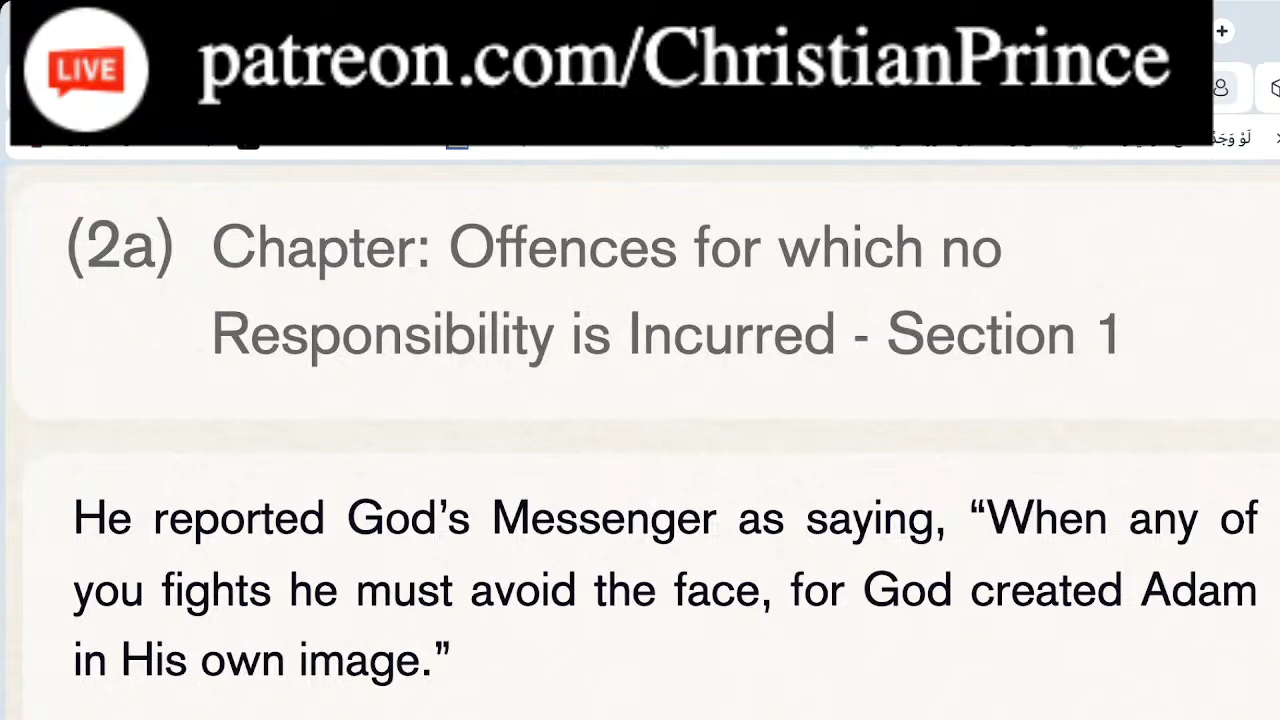 LIVE
patreon.com/ChristianPrince
(2a) Chapter: Offences for which no
Responsibility is Incurred - Section 1
He reported God’s Messenger as saying, “When any of
you fights he must avoid the face, for God created Adam
in His own image.”